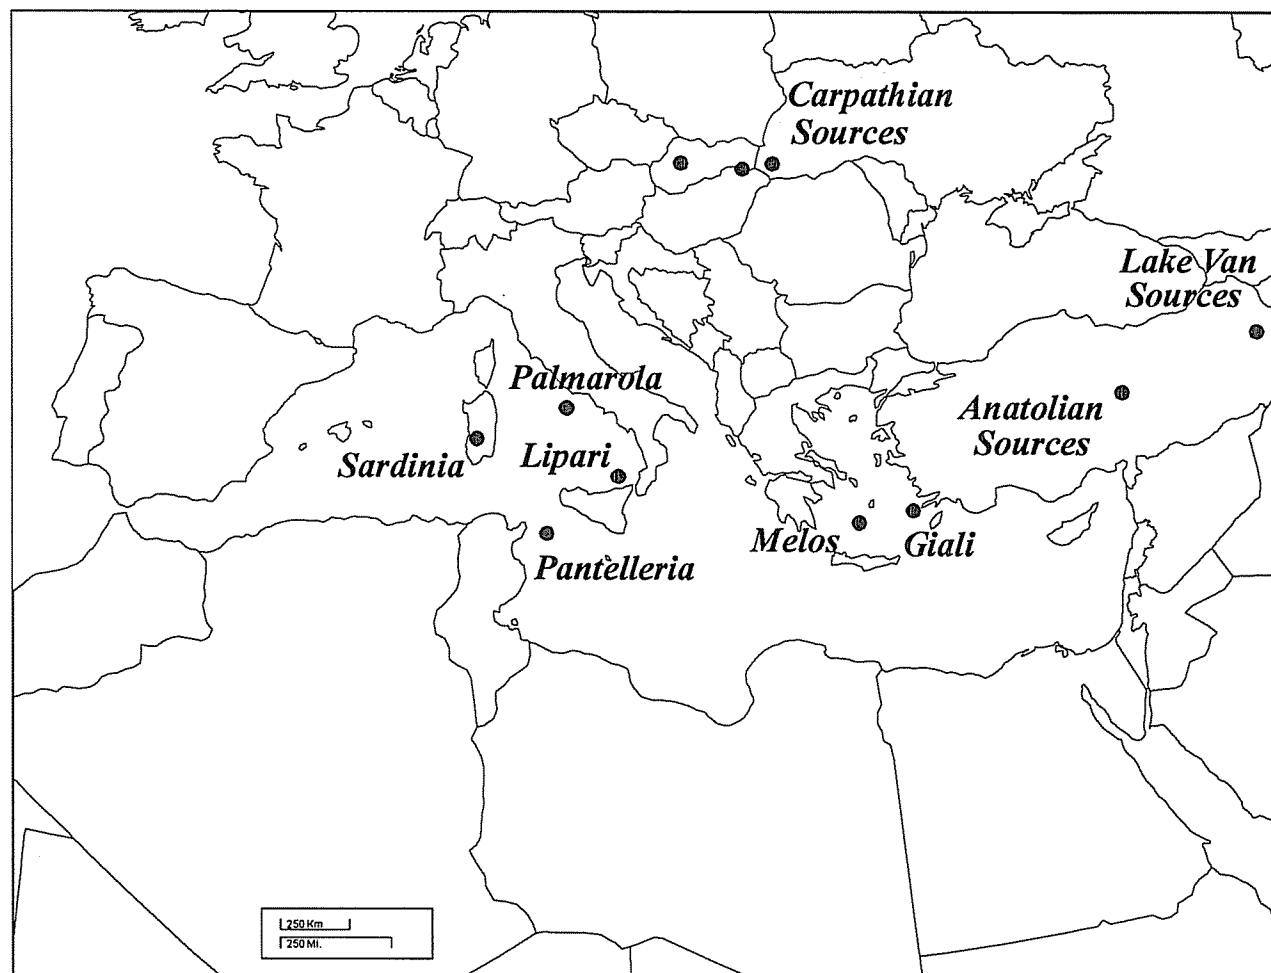 Carpathian
Sources
Lake Van
Sources
Palmarola
Anatolian
Sources
Sardinia
Lipari
Melos
Giali
Pantelleria
250 Km
250 Mi.